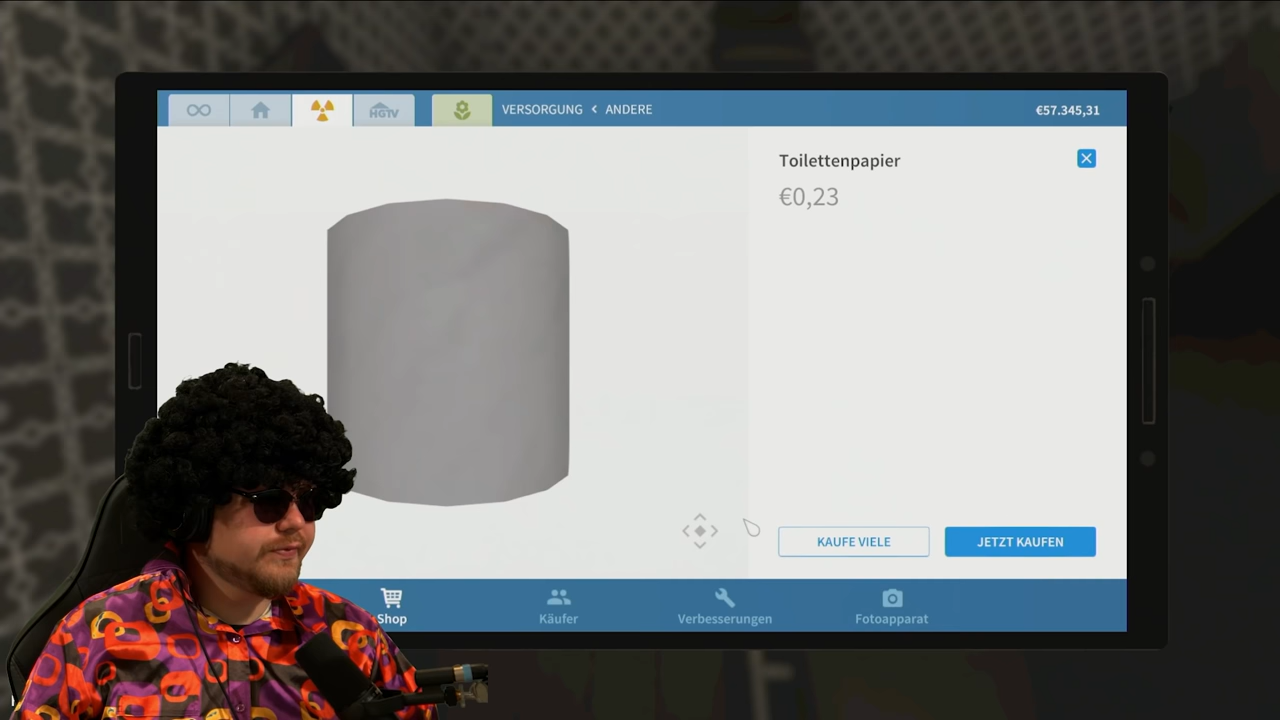 HGTV
VERSORGUNG < ANDERE
€57.345,31
Toilettenpapier
€0,23
KAUFE VIELE
JETZT KAUFEN
Shop
Käufer
Verbesserungen
Fotoapparat